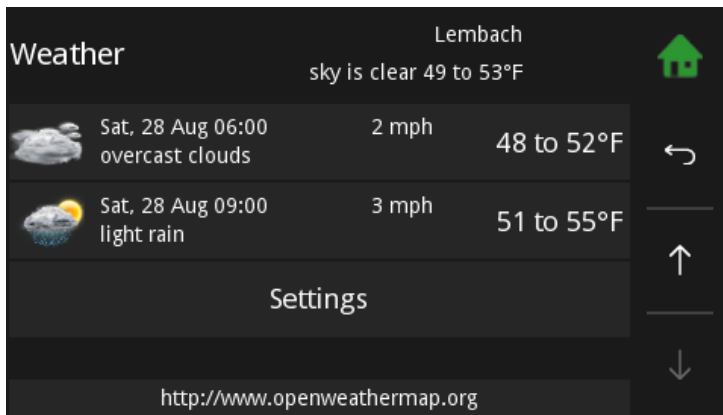 Weather
Lembach
sky is clear 49 to 53°F
Sat, 28 Aug 06:00 2 mph
overcast clouds
48 to 52°F
Sat, 28 Aug 09:00 3 mph
light rain
51 to 55°F
Settings
http://www.openweathermap.org